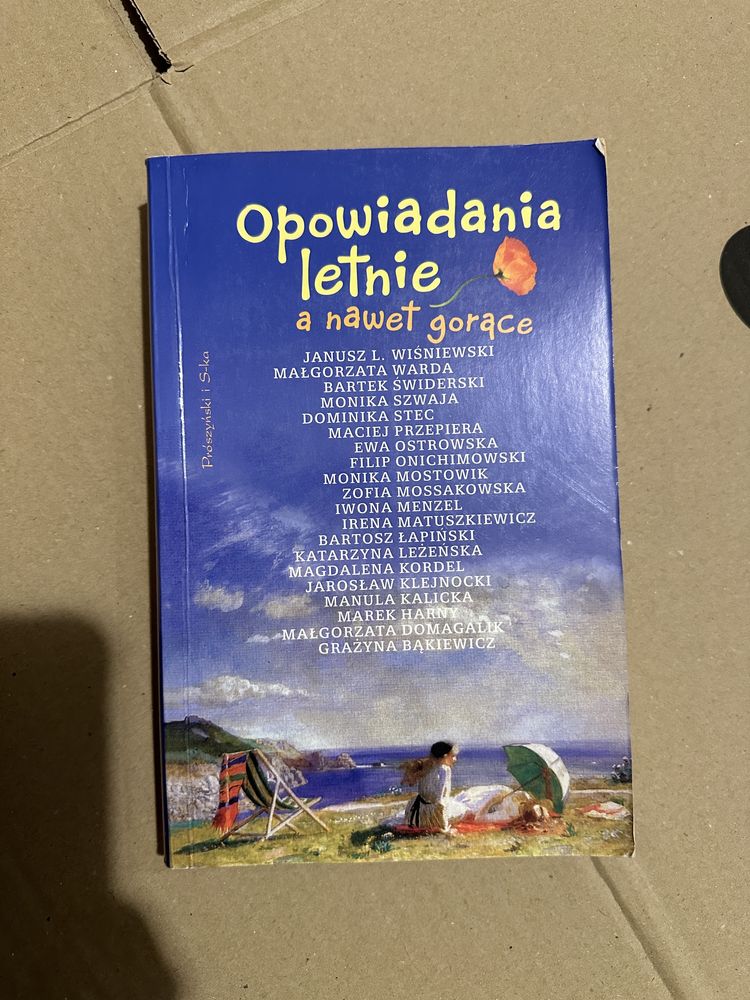 Opowiadania
letnie
a nawet gorące
JANUSZ L. WIŚNIEWSKI
MAŁGORZATA WARDA
BARTEK ŚWIDERSKI
MONIKA SZWAJA
DOMINIKA STEC
MACIEJ PRZEPIERA
EWA OSTROWSKA
FILIP ONICHIMOWSKI
MONIKA MOSTOWIK
ZOFIA MOSSAKOWSKA
IWONA MENZEL
IRENA MATUSZKIEWICZ
BARTOSZ ŁAPIŃSKI
KATARZYNA LEŻEŃSKA
MAGDALENA KORDEL
JAROSŁAW KLEJNOCKI
MANULA KALICKA
MAREK HARNY
MAŁGORZATA DOMAGALIK
GRAŻYNA BĄKIEWICZ
Prószyński i S-ka